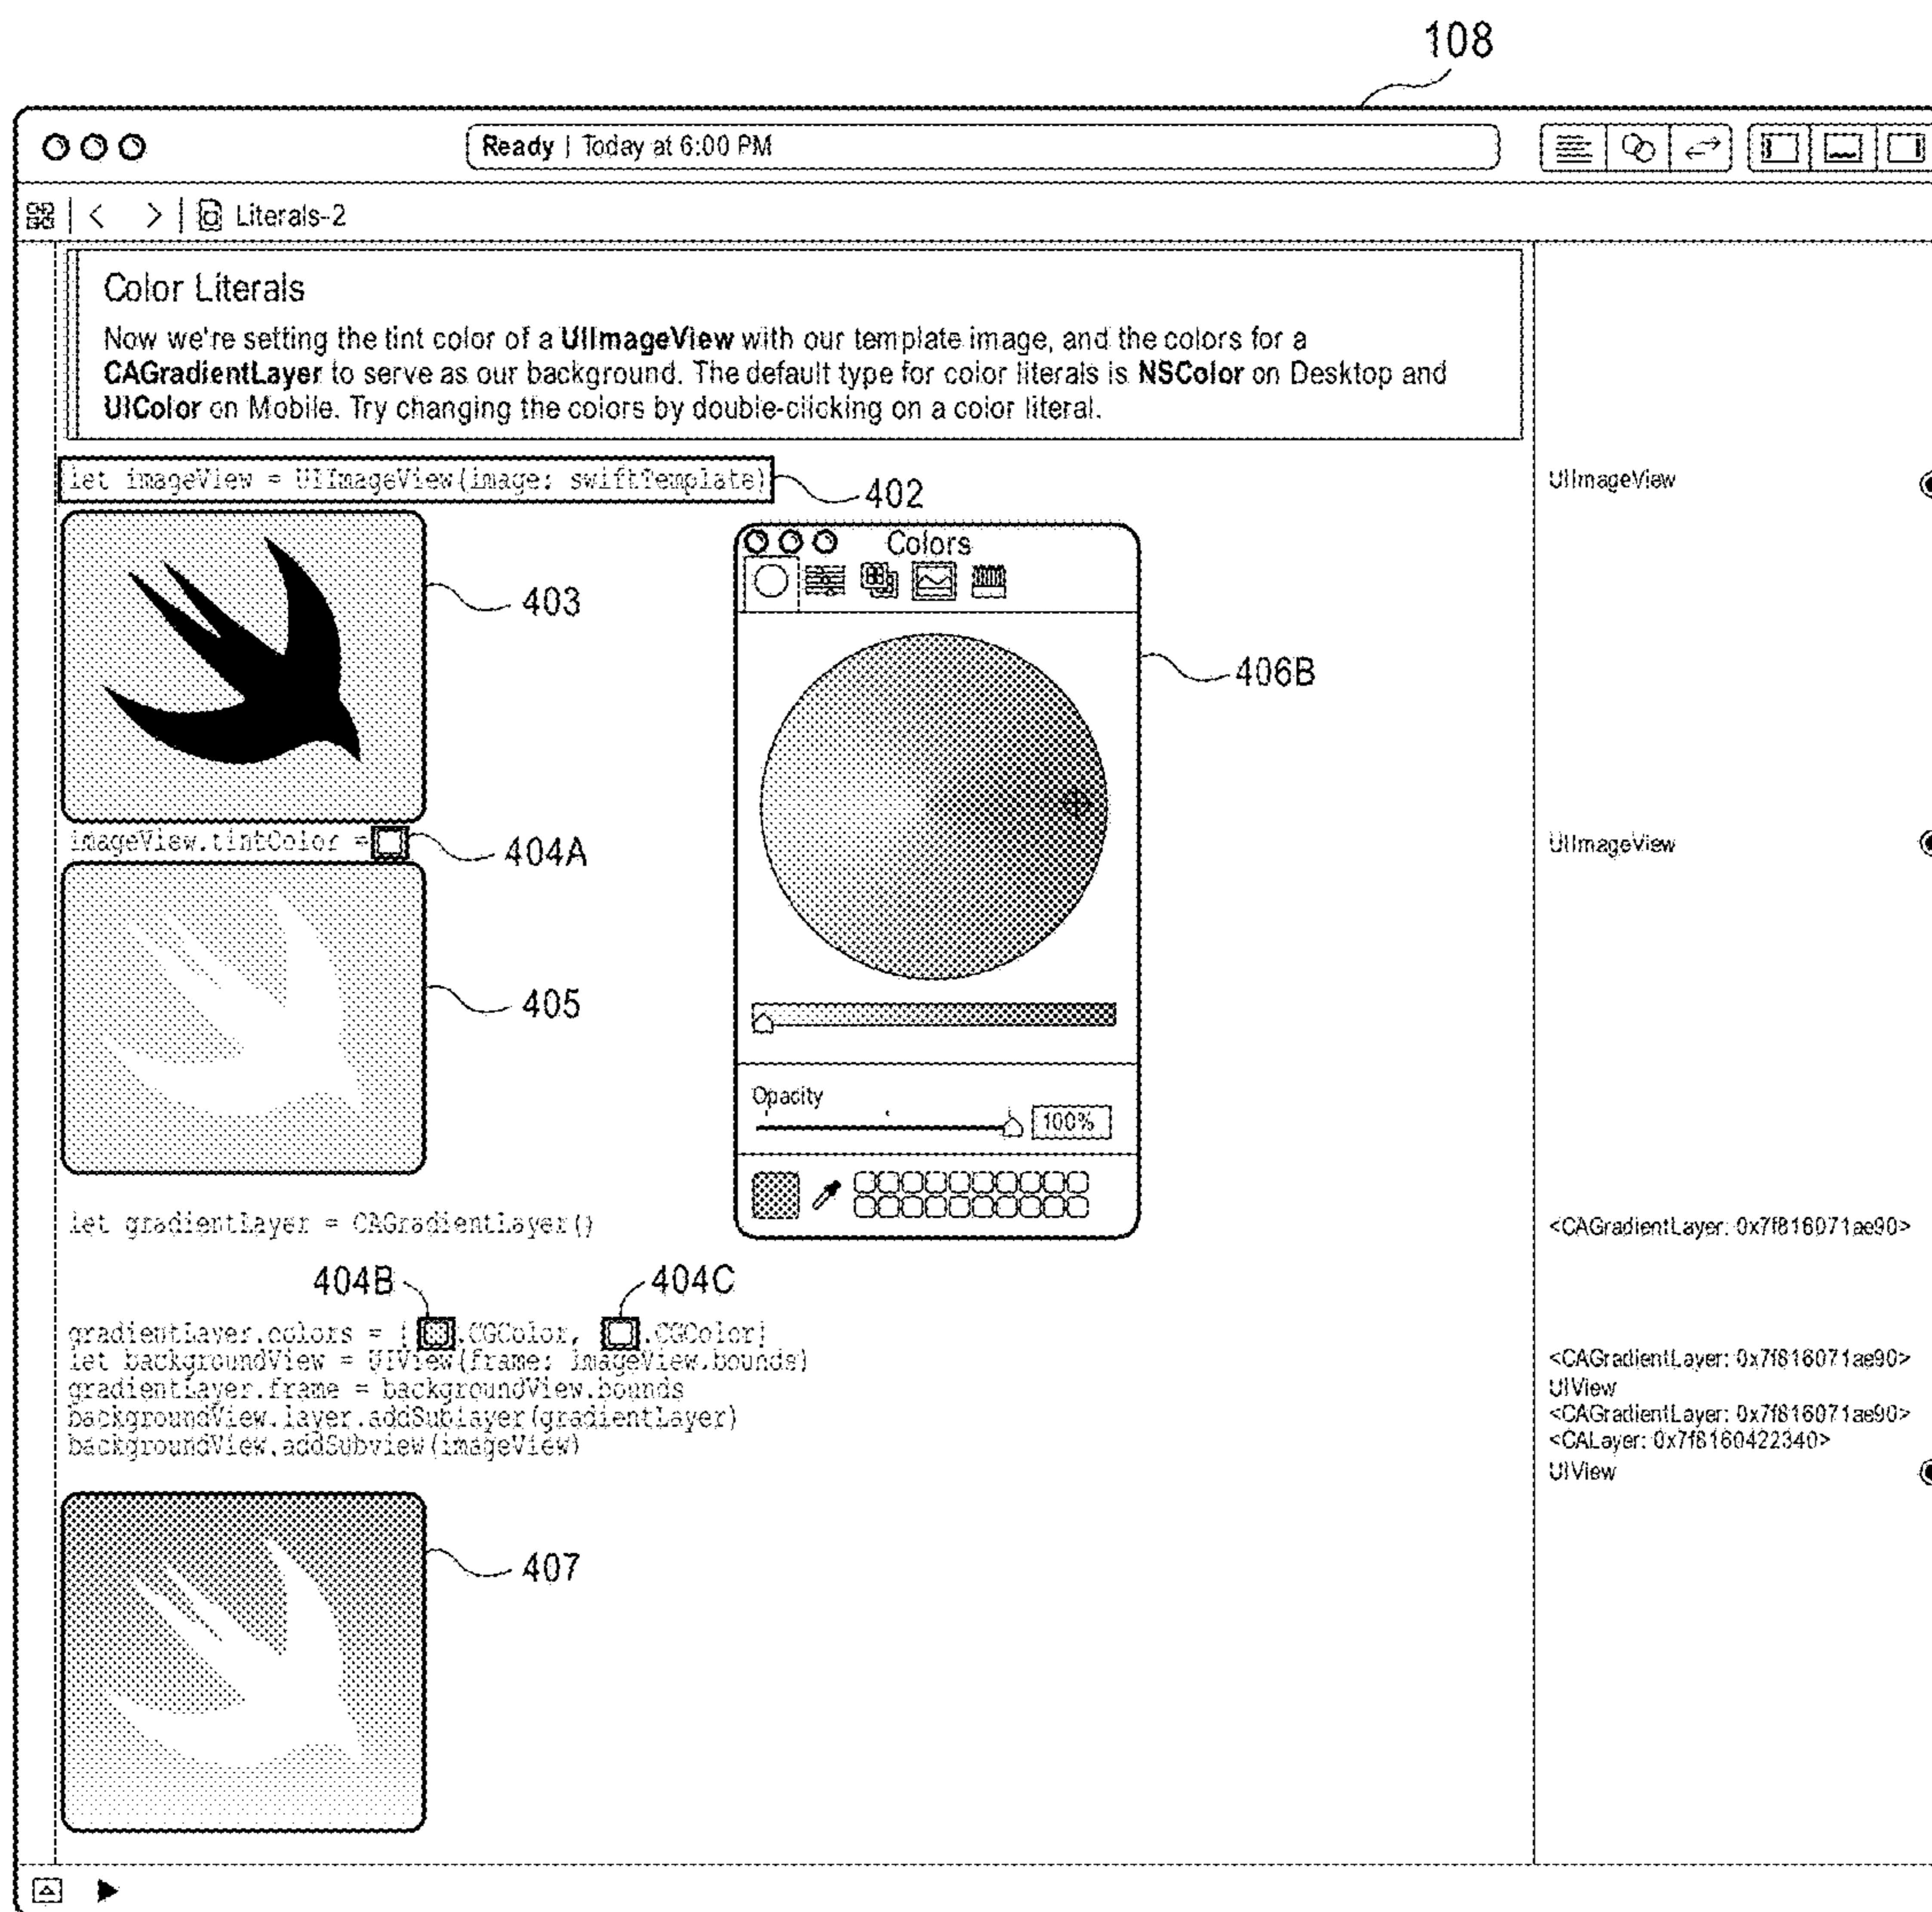 108
Ready | Today at 6:00 PM
Literals-2
Color Literals
Now we're setting the tint color of a UIImageView with our template image, and the colors for a
CAGradientLayer to serve as our background. The default type for color literals is NSColor on Desktop and
UIColor on Mobile. Try changing the colors by double-clicking on a color literal.
let imageView = UIImageView(image: swiftTemplate)
402
UIImageView
Colors
403
406B
imageView.tintColor =
404A
UIImageView
405
Opacity
100%
let gradientLayer = CAGradientLayer()
<CAGradientLayer: 0x7f816071ae90>
404B
404C
gradientLayer.colors = [ .CGColor, .CGColor]
let backgroundView = UIView(frame: imageView.bounds)
gradientLayer.frame = backgroundView.bounds
backgroundView.layer.addSublayer(gradientLayer)
backgroundView.addSubview(imageView)
<CAGradientLayer: 0x7f816071ae90>
UIView
<CAGradientLayer: 0x7f816071ae90>
<CALayer: 0x7f8160422340>
UIView
407